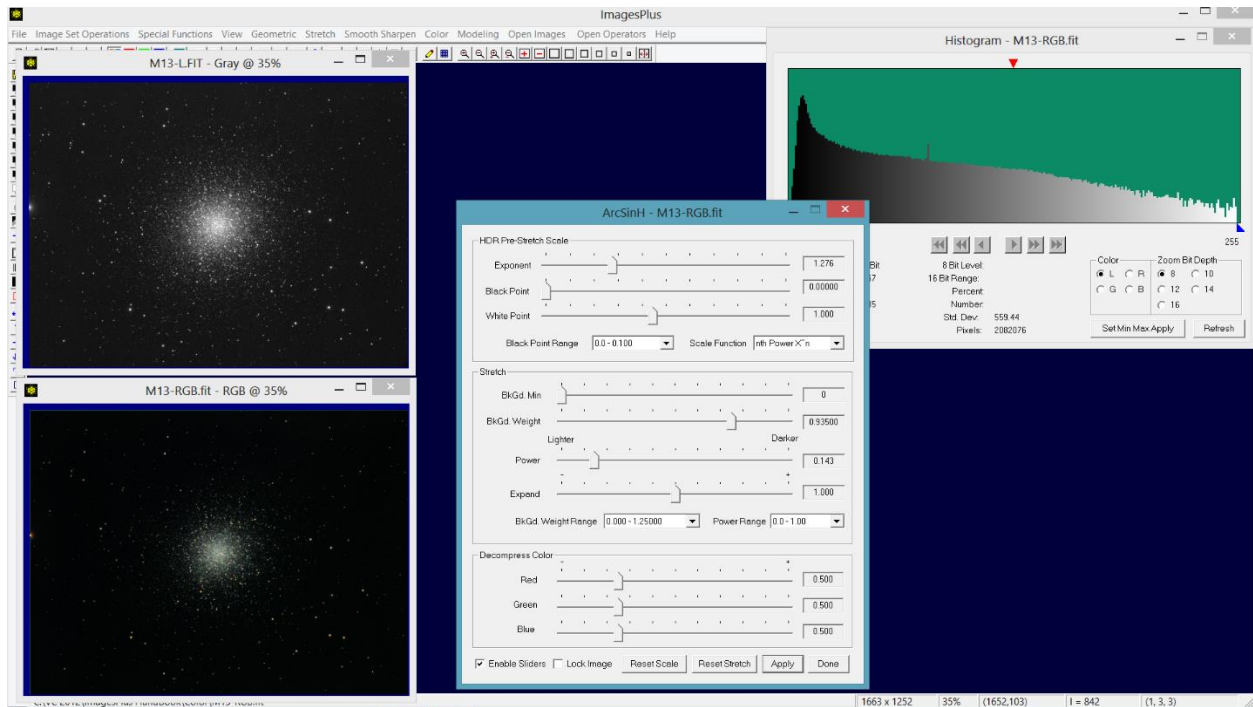 ImagesPlus
File Image Set Operations Special Functions View Geometric Stretch Smooth Sharpen Color Modeling Open Images Open Operators Help
M13-L.FIT - Gray @ 35%
M13-RGB.fit - RGB @ 35%
Histogram - M13-RGB.fit
255
Bit
8 Bit Level:
16 Bit Range:
Percent:
Number:
Std. Dev: 559.44
Pixels: 2082076
Color
L R
G B
Zoom Bit Depth
8 10
12 14
16
Set Min Max Apply Refresh
ArcSinH - M13-RGB.fit
HDR Pre-Stretch Scale
Exponent 1.276
Black Point 0.00000
White Point 1.000
Black Point Range 0.0 - 0.100 Scale Function nth Power X^n
Stretch
BkGd. Min 0
BkGd. Weight 0.93500
Lighter Darker
Power 0.143
- +
Expand 1.000
BkGd. Weight Range 0.000 - 1.25000 Power Range 0.0 - 1.00
Decompress Color
- +
Red 0.500
Green 0.500
Blue 0.500
Enable Sliders Lock Image Reset Scale Reset Stretch Apply Done
1663 x 1252 35% (1652,103) I = 842 (1, 3, 3)